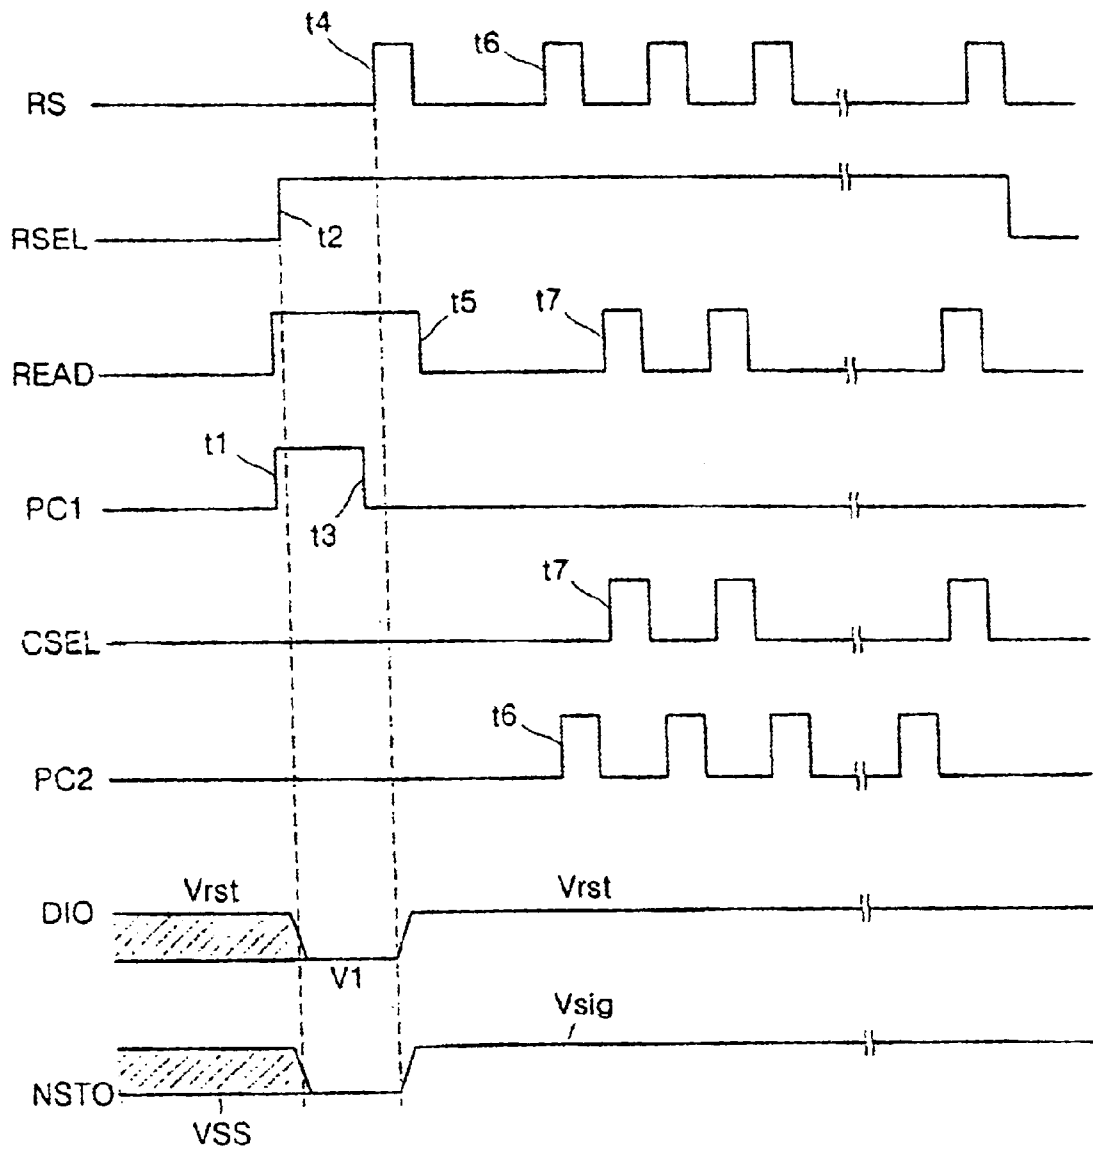 t4
t6
RS
RSEL
t2
t5
t7
READ
t1
PC1
t3
t7
CSEL
t6
PC2
Vrst
Vrst
DIO
V1
Vsig
NSTO
VSS